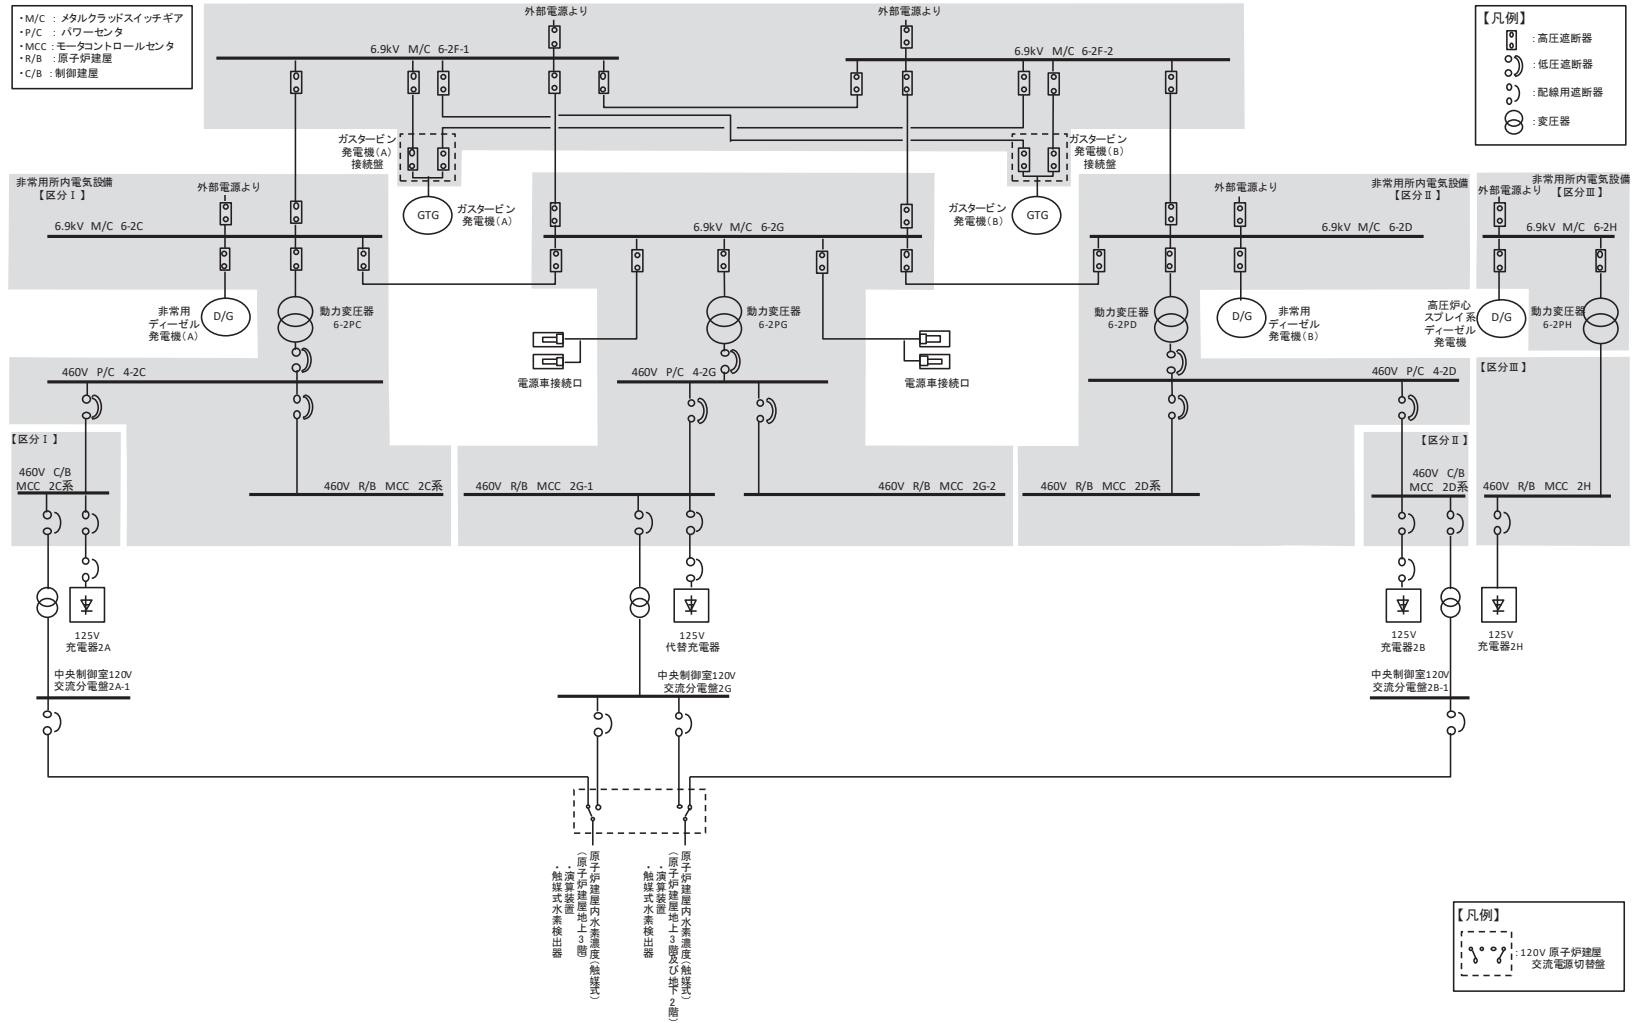 ・M/C ：メタルクラッドスイッチギア
・P/C ：パワーセンタ
・MCC：モータコントロールセンタ
・R/B ：原子炉建屋
・C/B ：制御建屋
外部電源より
外部電源より
6.9kV M/C 6-2F-1
6.9kV M/C 6-2F-2
【凡例】
：高圧遮断器
：低圧遮断器
：配線用遮断器
：変圧器
ガスタービン
発電機(A)
接続盤
ガスタービン
発電機(B)
接続盤
非常用所内電気設備
【区分Ⅰ】
外部電源より
GTG
ガスタービン
発電機(A)
ガスタービン
発電機(B)
GTG
外部電源より
非常用所内電気設備
【区分Ⅱ】
非常用所内電気設備
【区分Ⅲ】
外部電源より
6.9kV M/C 6-2C
6.9kV M/C 6-2G
6.9kV M/C 6-2D
6.9kV M/C 6-2H
非常用
ディーゼル
発電機(A)
D/G
動力変圧器
6-2PC
動力変圧器
6-2PG
動力変圧器
6-2PD
D/G
非常用
ディーゼル
発電機(B)
高圧炉心
スプレイ系
ディーゼル
発電機
D/G
動力変圧器
6-2PH
電源車接続口
電源車接続口
460V P/C 4-2C
460V P/C 4-2G
460V P/C 4-2D
【区分Ⅲ】
【区分Ⅰ】
【区分Ⅱ】
460V C/B
MCC 2C系
460V R/B MCC 2C系
460V R/B MCC 2G-1
460V R/B MCC 2G-2
460V R/B MCC 2D系
460V C/B
MCC 2D系
460V R/B MCC 2H
125V
充電器2A
125V
代替充電器
125V
充電器2B
125V
充電器2H
中央制御室120V
交流分電盤2A-1
中央制御室120V
交流分電盤2G
中央制御室120V
交流分電盤2B-1
原子炉建屋内水素濃度(触媒式)
(原子炉建屋地上3階)
・演算装置
・触媒式水素検出器
原子炉建屋内水素濃度(触媒式)
(原子炉建屋地上3階及び地下2階)
・演算装置
・触媒式水素検出器
【凡例】
：120V 原子炉建屋
交流電源切替盤